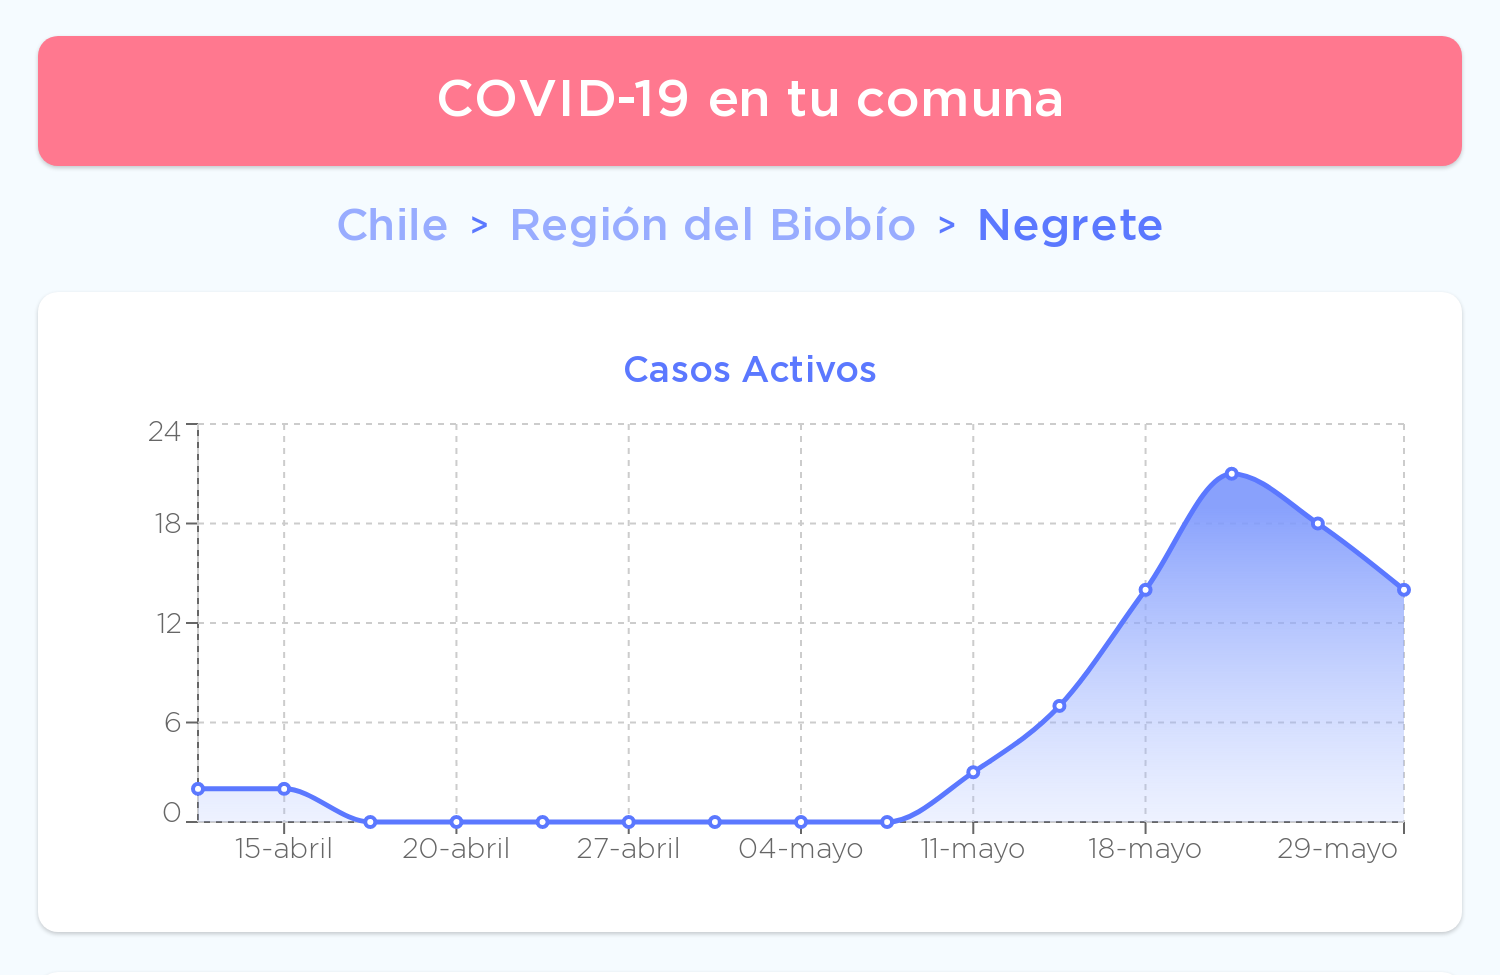 COVID-19 en tu comuna
Chile > Región del Biobío > Negrete
Casos Activos
24
18
12
6
0
15-abril 20-abril 27-abril 04-mayo 11-mayo 18-mayo 29-mayo